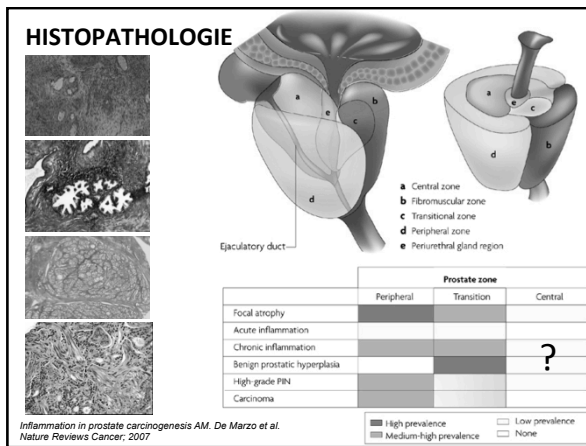 HISTOPATHOLOGIE
a
b
e
c
d
Ejaculatory duct
a
e
c
d
b
a Central zone
b Fibromuscular zone
c Transitional zone
d Peripheral zone
e Periurethral gland region
Prostate zone
Peripheral Transition Central
Focal atrophy
Acute inflammation
Chronic inflammation
Benign prostatic hyperplasia
High-grade PIN
Carcinoma
?
High prevalence
Medium-high prevalence
Low prevalence
None
Inflammation in prostate carcinogenesis AM. De Marzo et al.
Nature Reviews Cancer; 2007